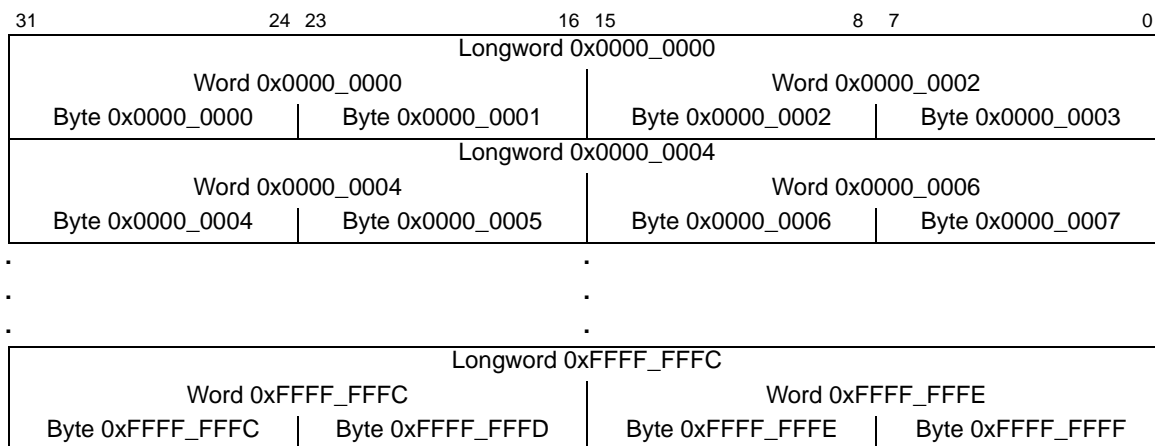 31 24 23 16 15 8 7 0
Longword 0x0000_0000
Word 0x0000_0000 Word 0x0000_0002
Byte 0x0000_0000 Byte 0x0000_0001 Byte 0x0000_0002 Byte 0x0000_0003
Longword 0x0000_0004
Word 0x0000_0004 Word 0x0000_0006
Byte 0x0000_0004 Byte 0x0000_0005 Byte 0x0000_0006 Byte 0x0000_0007
. .
. .
. .
Longword 0xFFFF_FFFC
Word 0xFFFF_FFFC Word 0xFFFF_FFFE
Byte 0xFFFF_FFFC Byte 0xFFFF_FFFD Byte 0xFFFF_FFFE Byte 0xFFFF_FFFF